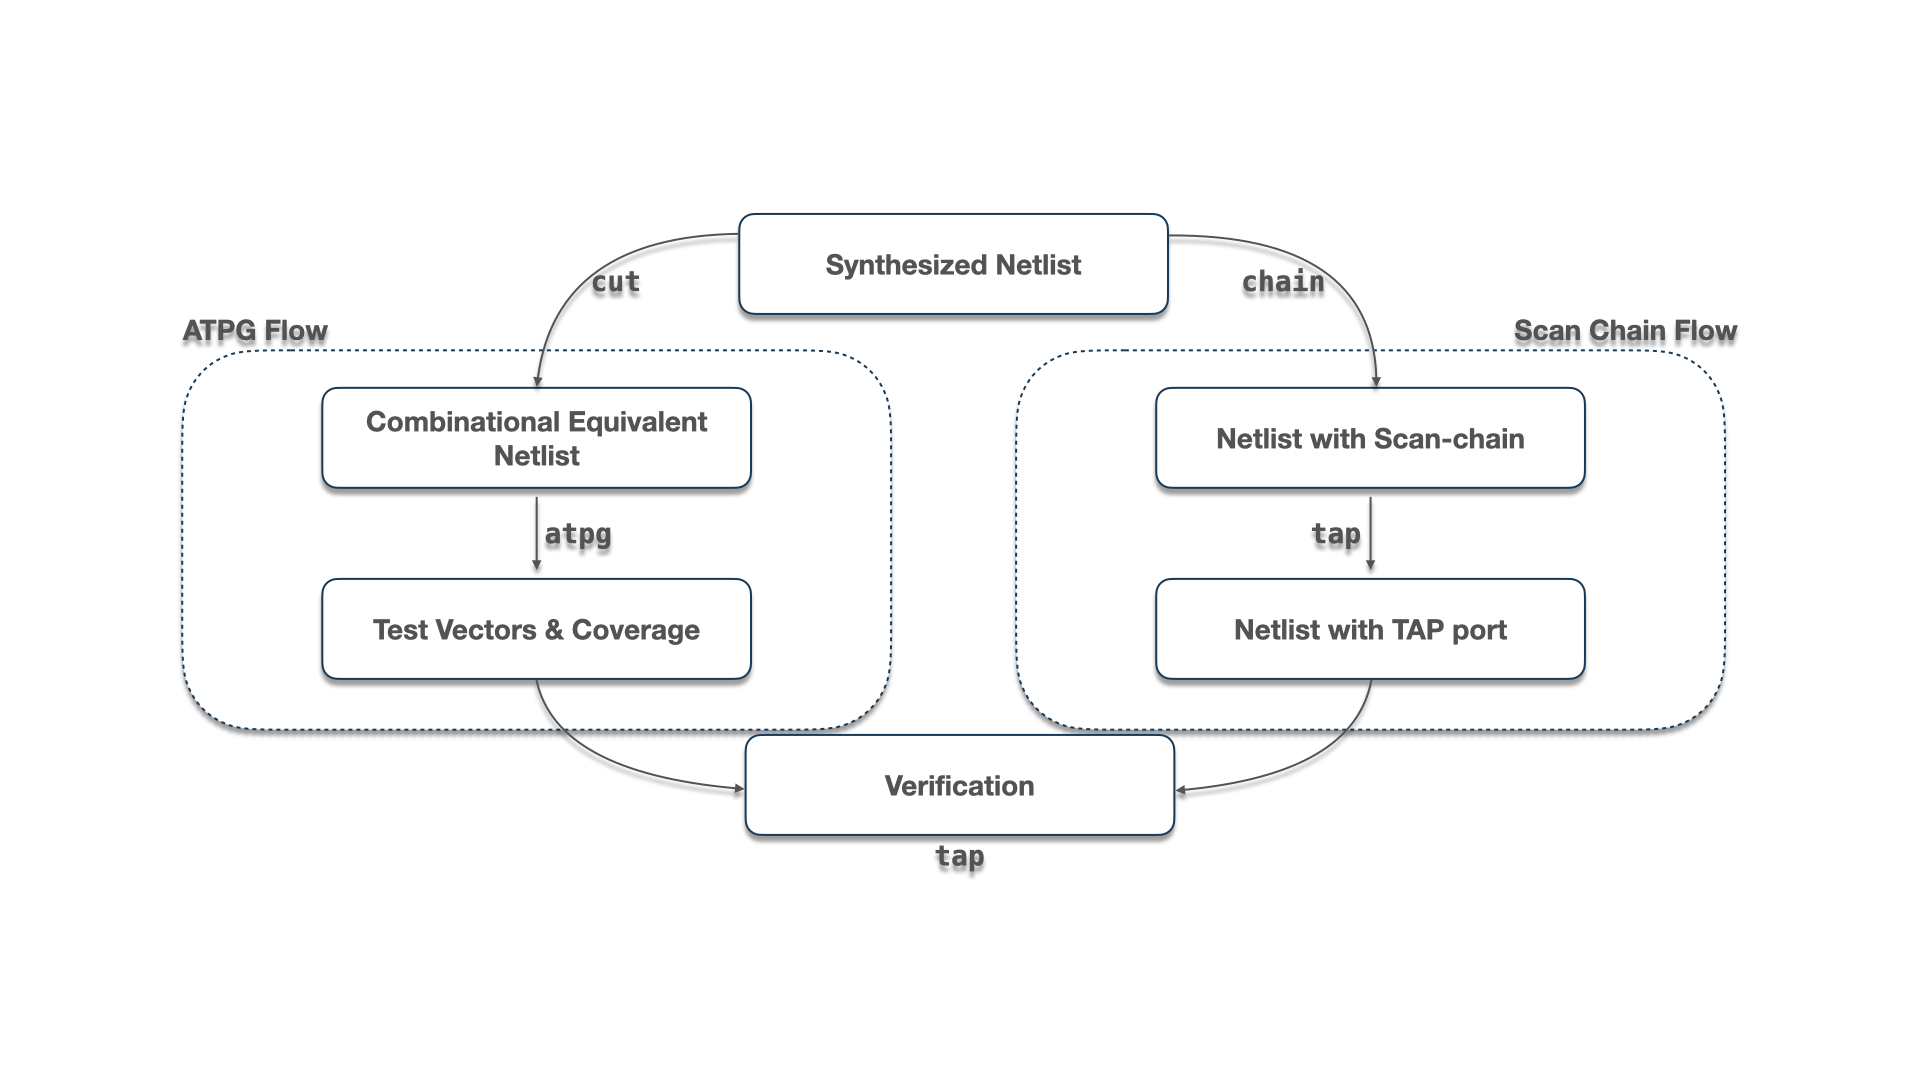 Synthesized Netlist
cut
chain
ATPG Flow
Scan Chain Flow
Combinational Equivalent
Netlist
Netlist with Scan-chain
atpg
tap
Test Vectors & Coverage
Netlist with TAP port
Verification
tap